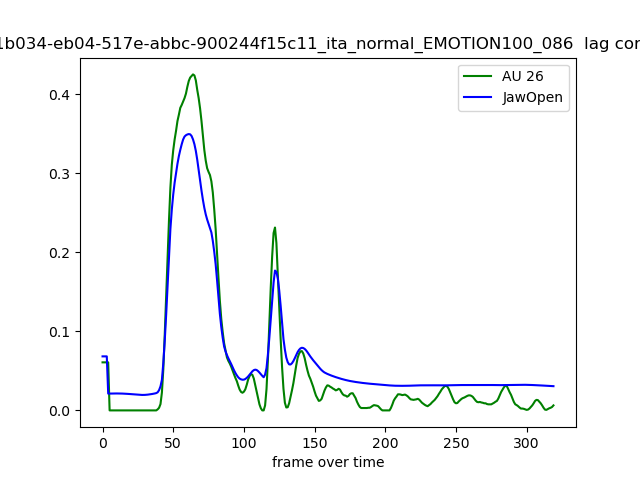 1b034-eb04-517e-abbc-900244f15c11_ita_normal_EMOTION100_086 lag cor
AU 26
JawOpen
0.4
0.3
0.2
0.1
0.0
0 50 100 150 200 250 300
frame over time